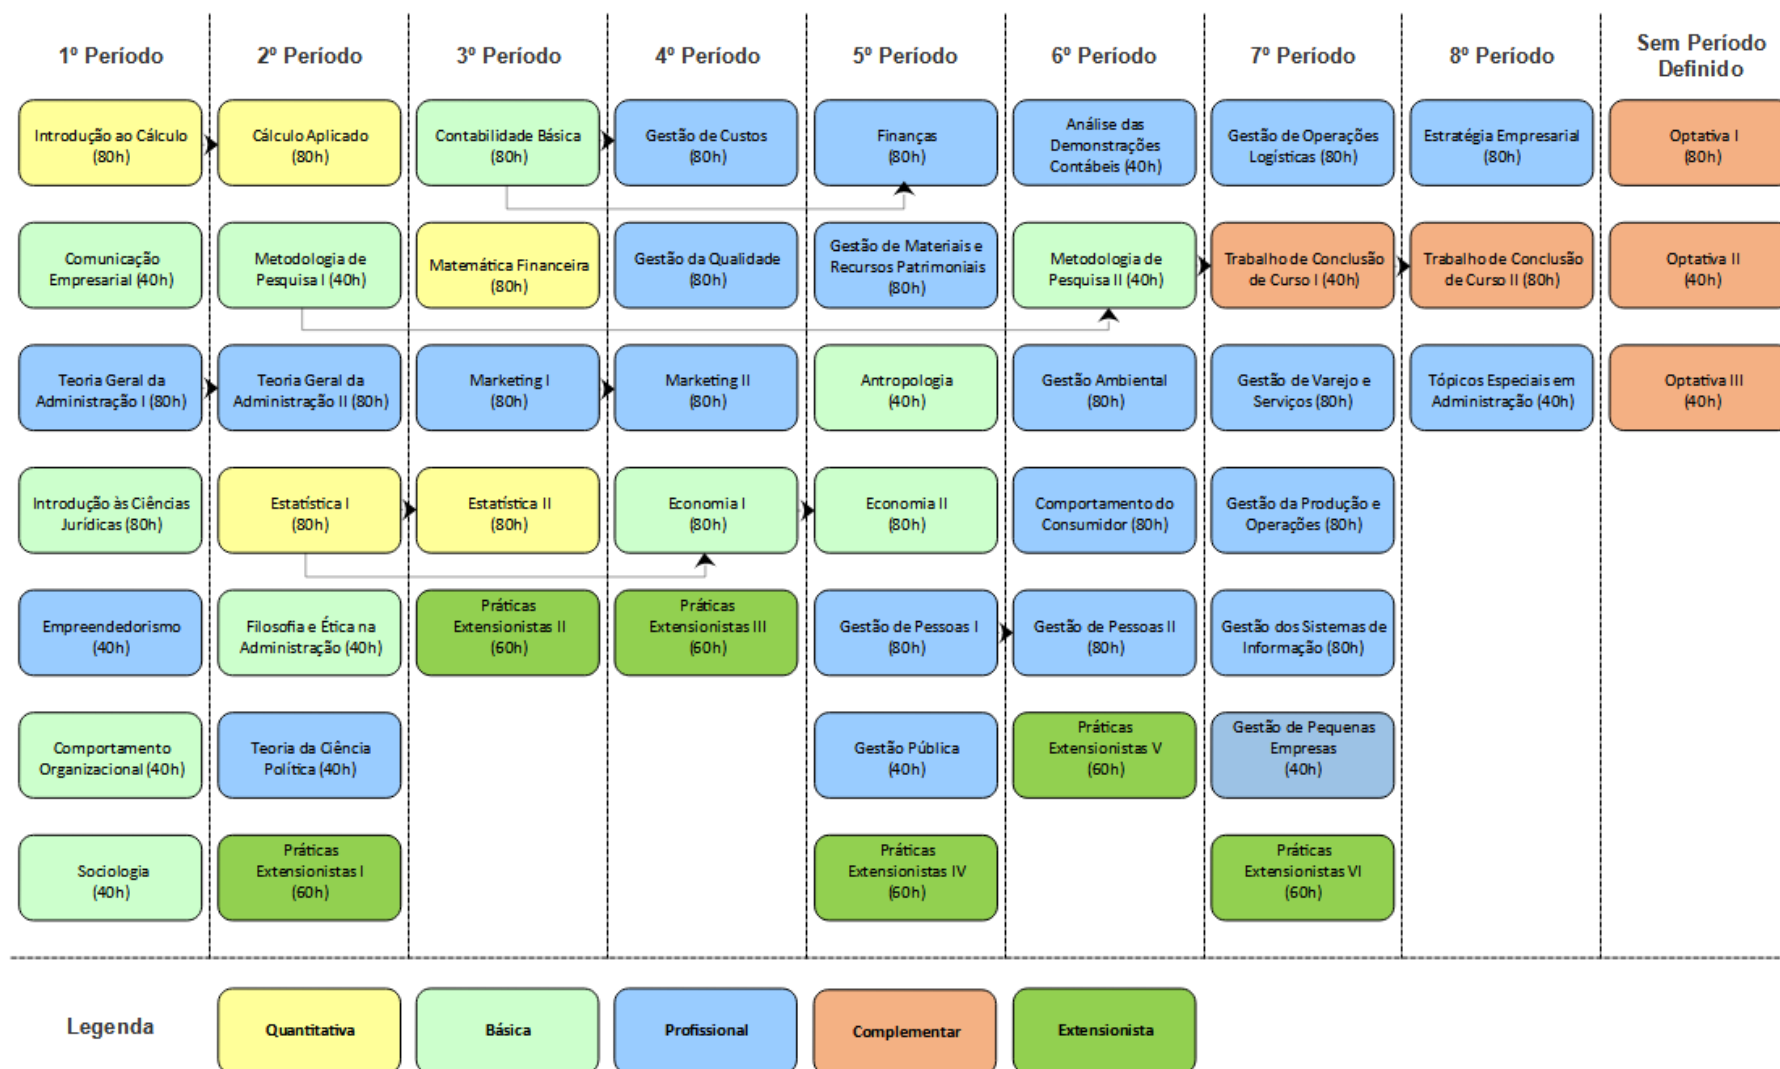 1º Período
2º Período
3º Período
4º Período
5º Período
6º Período
7º Período
8º Período
Sem Período
Definido
Introdução ao Cálculo
(80h)
Cálculo Aplicado
(80h)
Contabilidade Básica
(80h)
Gestão de Custos
(80h)
Finanças
(80h)
Análise das
Demonstrações
Contábeis (40h)
Gestão de Operações
Logísticas (80h)
Estratégia Empresarial
(80h)
Optativa I
(80h)
Comunicação
Empresarial (40h)
Metodologia de
Pesquisa I (40h)
Matemática Financeira
(80h)
Gestão da Qualidade
(80h)
Gestão de Materiais e
Recursos Patrimoniais
(80h)
Metodologia de
Pesquisa II (40h)
Trabalho de Conclusão
de Curso I (40h)
Trabalho de Conclusão
de Curso II (80h)
Optativa II
(40h)
Teoria Geral da
Administração I (80h)
Teoria Geral da
Administração II (80h)
Marketing I
(80h)
Marketing II
(80h)
Antropologia
(40h)
Gestão Ambiental
(80h)
Gestão de Varejo e
Serviços (80h)
Tópicos Especiais em
Administração (40h)
Optativa III
(40h)
Introdução às Ciências
Jurídicas (80h)
Estatística I
(80h)
Estatística II
(80h)
Economia I
(80h)
Economia II
(80h)
Comportamento do
Consumidor (80h)
Gestão da Produção e
Operações (80h)
Empreendedorismo
(40h)
Filosofia e Ética na
Administração (40h)
Práticas
Extensionistas II
(60h)
Práticas
Extensionistas III
(60h)
Gestão de Pessoas I
(80h)
Gestão de Pessoas II
(80h)
Gestão dos Sistemas de
Informação (80h)
Comportamento
Organizacional (40h)
Teoria da Ciência
Política (40h)
Gestão Pública
(40h)
Práticas
Extensionistas V
(60h)
Gestão de Pequenas
Empresas
(40h)
Sociologia
(40h)
Práticas
Extensionistas I
(60h)
Práticas
Extensionistas IV
(60h)
Práticas
Extensionistas VI
(60h)
Legenda
Quantitativa
Básica
Profissional
Complementar
Extensionista